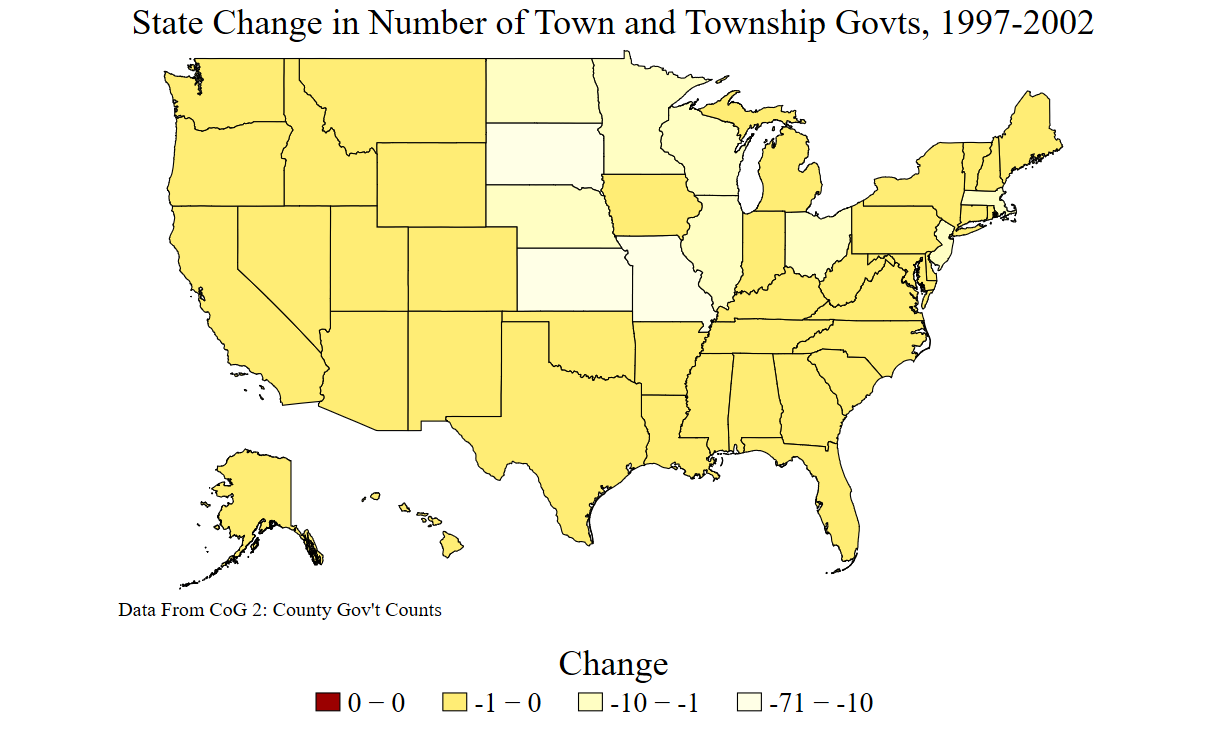 State Change in Number of Town and Township Govts, 1997-2002
Data From CoG 2: County Gov't Counts
Change
0 − 0 -1 − 0 -10 − -1 -71 − -10